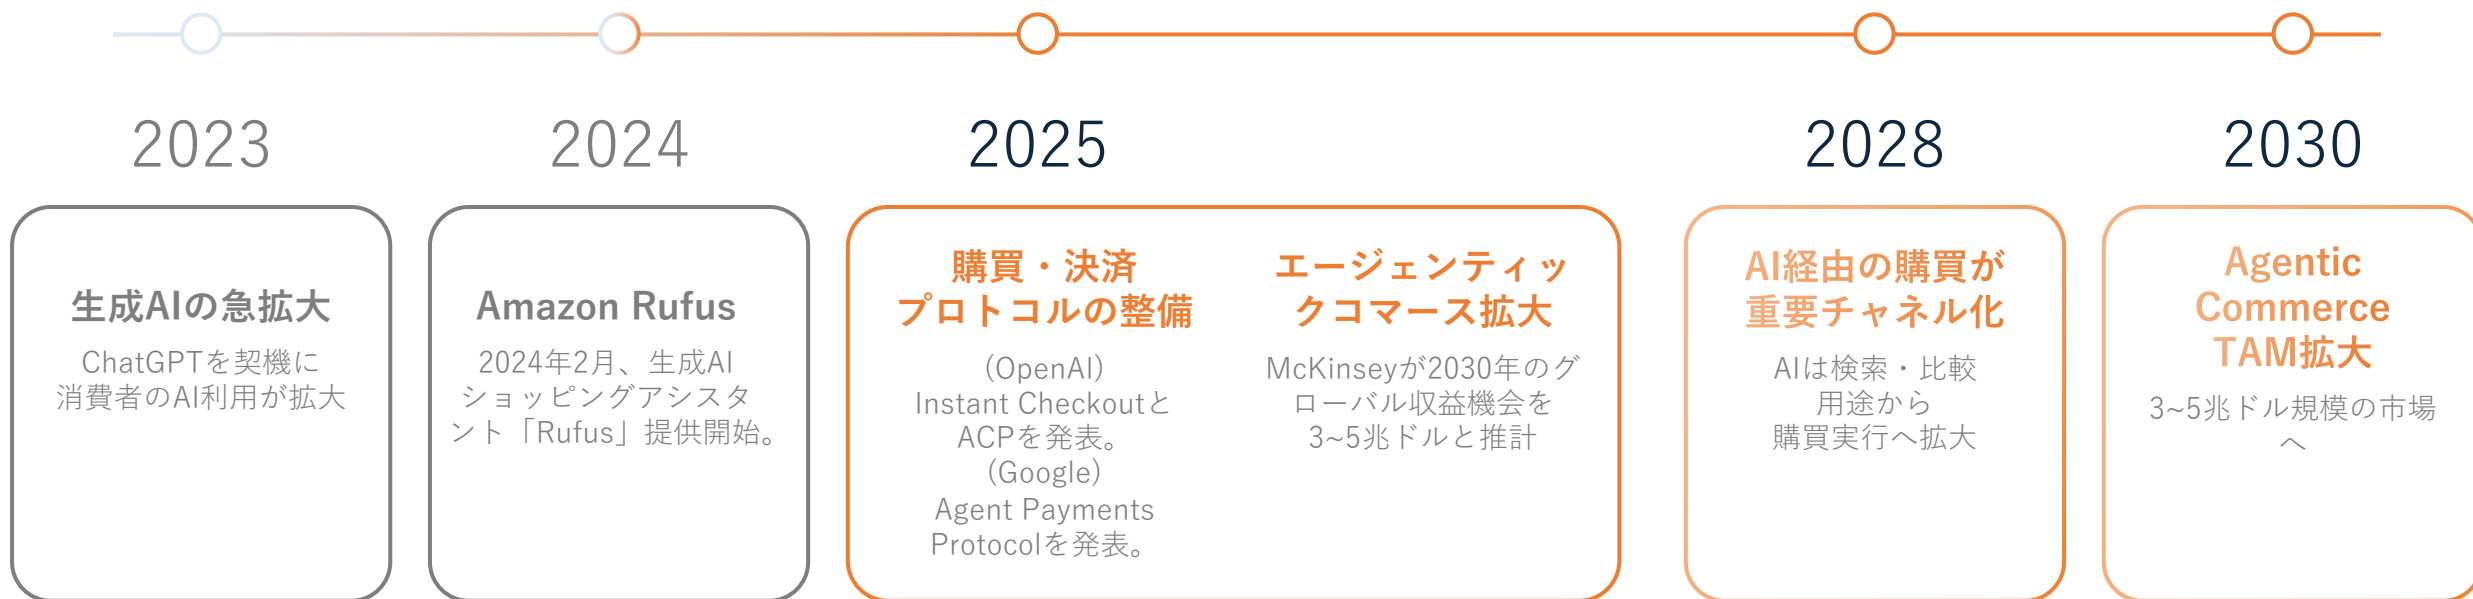 2023
生成AIの急拡大
ChatGPTを契機に
消費者のAI利用が拡大
2024
Amazon Rufus
2024年2月、生成AI
ショッピングアシスタ
ント「Rufus」提供開始。
2025
購買・決済
プロトコルの整備
（OpenAI）
Instant Checkoutと
ACPを発表。
（Google）
Agent Payments
Protocolを発表。
エージェンティッ
クコマース拡大
McKinseyが2030年のグ
ローバル収益機会を
3~5兆ドルと推計
2028
AI経由の購買が
重要チャネル化
AIは検索・比較
用途から
購買実行へ拡大
2030
Agentic
Commerce
TAM拡大
3~5兆ドル規模の市場
へ